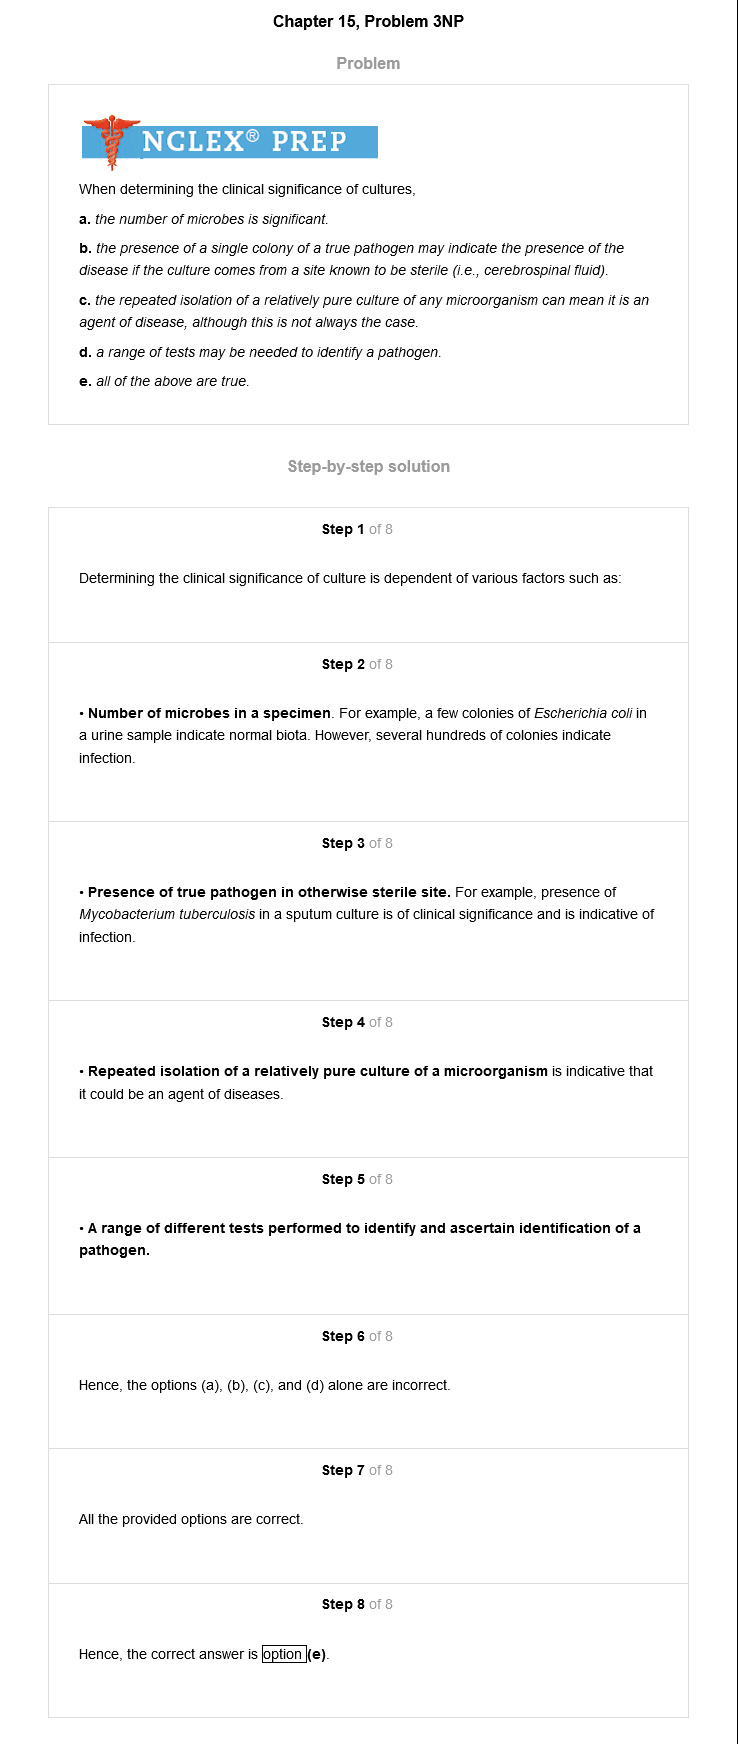 Chapter 15, Problem 3NP
Problem
NCLEX® PREP
When determining the clinical significance of cultures,
a. the number of microbes is significant.
b. the presence of a single colony of a true pathogen may indicate the presence of the
disease if the culture comes from a site known to be sterile (i.e., cerebrospinal fluid).
c. the repeated isolation of a relatively pure culture of any microorganism can mean it is an
agent of disease, although this is not always the case.
d. a range of tests may be needed to identify a pathogen.
e. all of the above are true.
Step-by-step solution
Step 1 of 8
Determining the clinical significance of culture is dependent of various factors such as:
Step 2 of 8
• Number of microbes in a specimen. For example, a few colonies of Escherichia coli in
a urine sample indicate normal biota. However, several hundreds of colonies indicate
infection.
Step 3 of 8
• Presence of true pathogen in otherwise sterile site. For example, presence of
Mycobacterium tuberculosis in a sputum culture is of clinical significance and is indicative of
infection.
Step 4 of 8
• Repeated isolation of a relatively pure culture of a microorganism is indicative that
it could be an agent of diseases.
Step 5 of 8
• A range of different tests performed to identify and ascertain identification of a
pathogen.
Step 6 of 8
Hence, the options (a), (b), (c), and (d) alone are incorrect.
Step 7 of 8
All the provided options are correct.
Step 8 of 8
Hence, the correct answer is option (e).